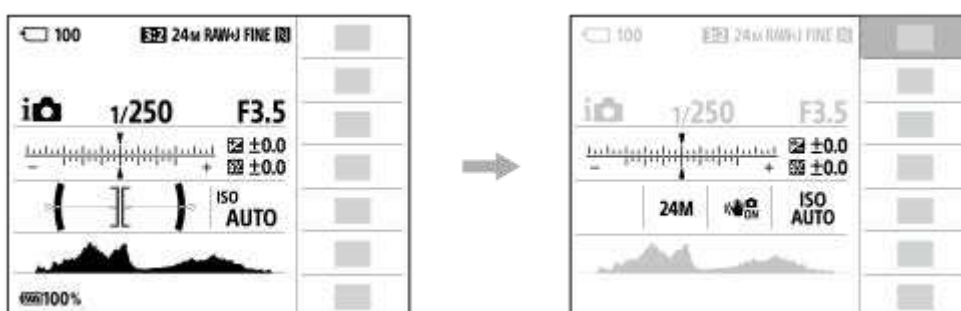 100 3:2 24M RAW+J FINE N
i 1/250 F3.5
±0.0
- + ±0.0
ISO
AUTO
100%
100 3:2 24M RAW+J FINE N
i 1/250 F3.5
±0.0
- + ±0.0
24M ON ISO
AUTO